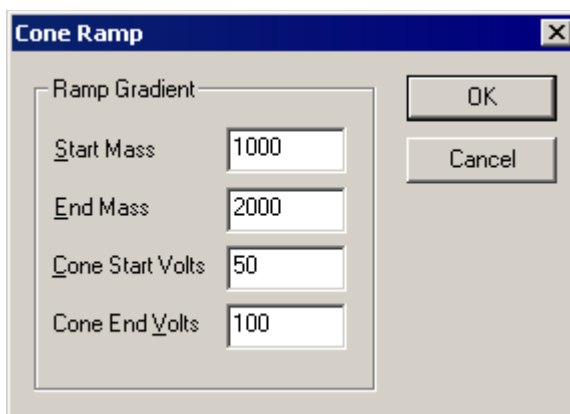 Cone Ramp
Ramp Gradient
Start Mass 1000
End Mass 2000
Cone Start Volts 50
Cone End Volts 100
OK
Cancel